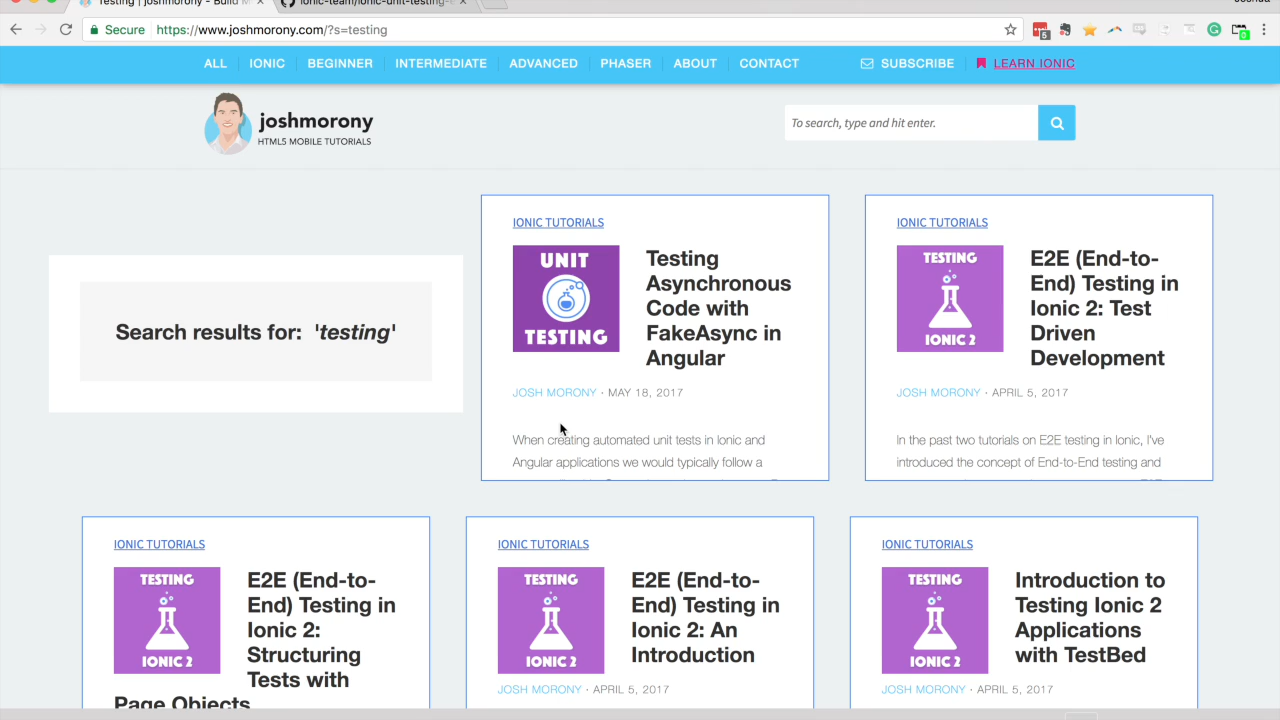 Testing | joshmorony - Build M
ionic-team/ionic-unit-testing-e
Joshua
Secure
https://www.joshmorony.com/?s=testing
5
0
ALL
IONIC
BEGINNER
INTERMEDIATE
ADVANCED
PHASER
ABOUT
CONTACT
SUBSCRIBE
LEARN IONIC
joshmorony
HTML5 MOBILE TUTORIALS
To search, type and hit enter.
Search results for: 'testing'
IONIC TUTORIALS
UNIT
TESTING
Testing
Asynchronous
Code with
FakeAsync in
Angular
JOSH MORONY · MAY 18, 2017
When creating automated unit tests in Ionic and
Angular applications we would typically follow a
IONIC TUTORIALS
TESTING
IONIC 2
E2E (End-to-
End) Testing in
Ionic 2: Test
Driven
Development
JOSH MORONY · APRIL 5, 2017
In the past two tutorials on E2E testing in Ionic, I've
introduced the concept of End-to-End testing and
IONIC TUTORIALS
TESTING
IONIC 2
E2E (End-to-
End) Testing in
Ionic 2:
Structuring
Tests with
Page Objects
IONIC TUTORIALS
TESTING
IONIC 2
E2E (End-to-
End) Testing in
Ionic 2: An
Introduction
JOSH MORONY · APRIL 5, 2017
IONIC TUTORIALS
TESTING
IONIC 2
Introduction to
Testing Ionic 2
Applications
with TestBed
JOSH MORONY · APRIL 5, 2017